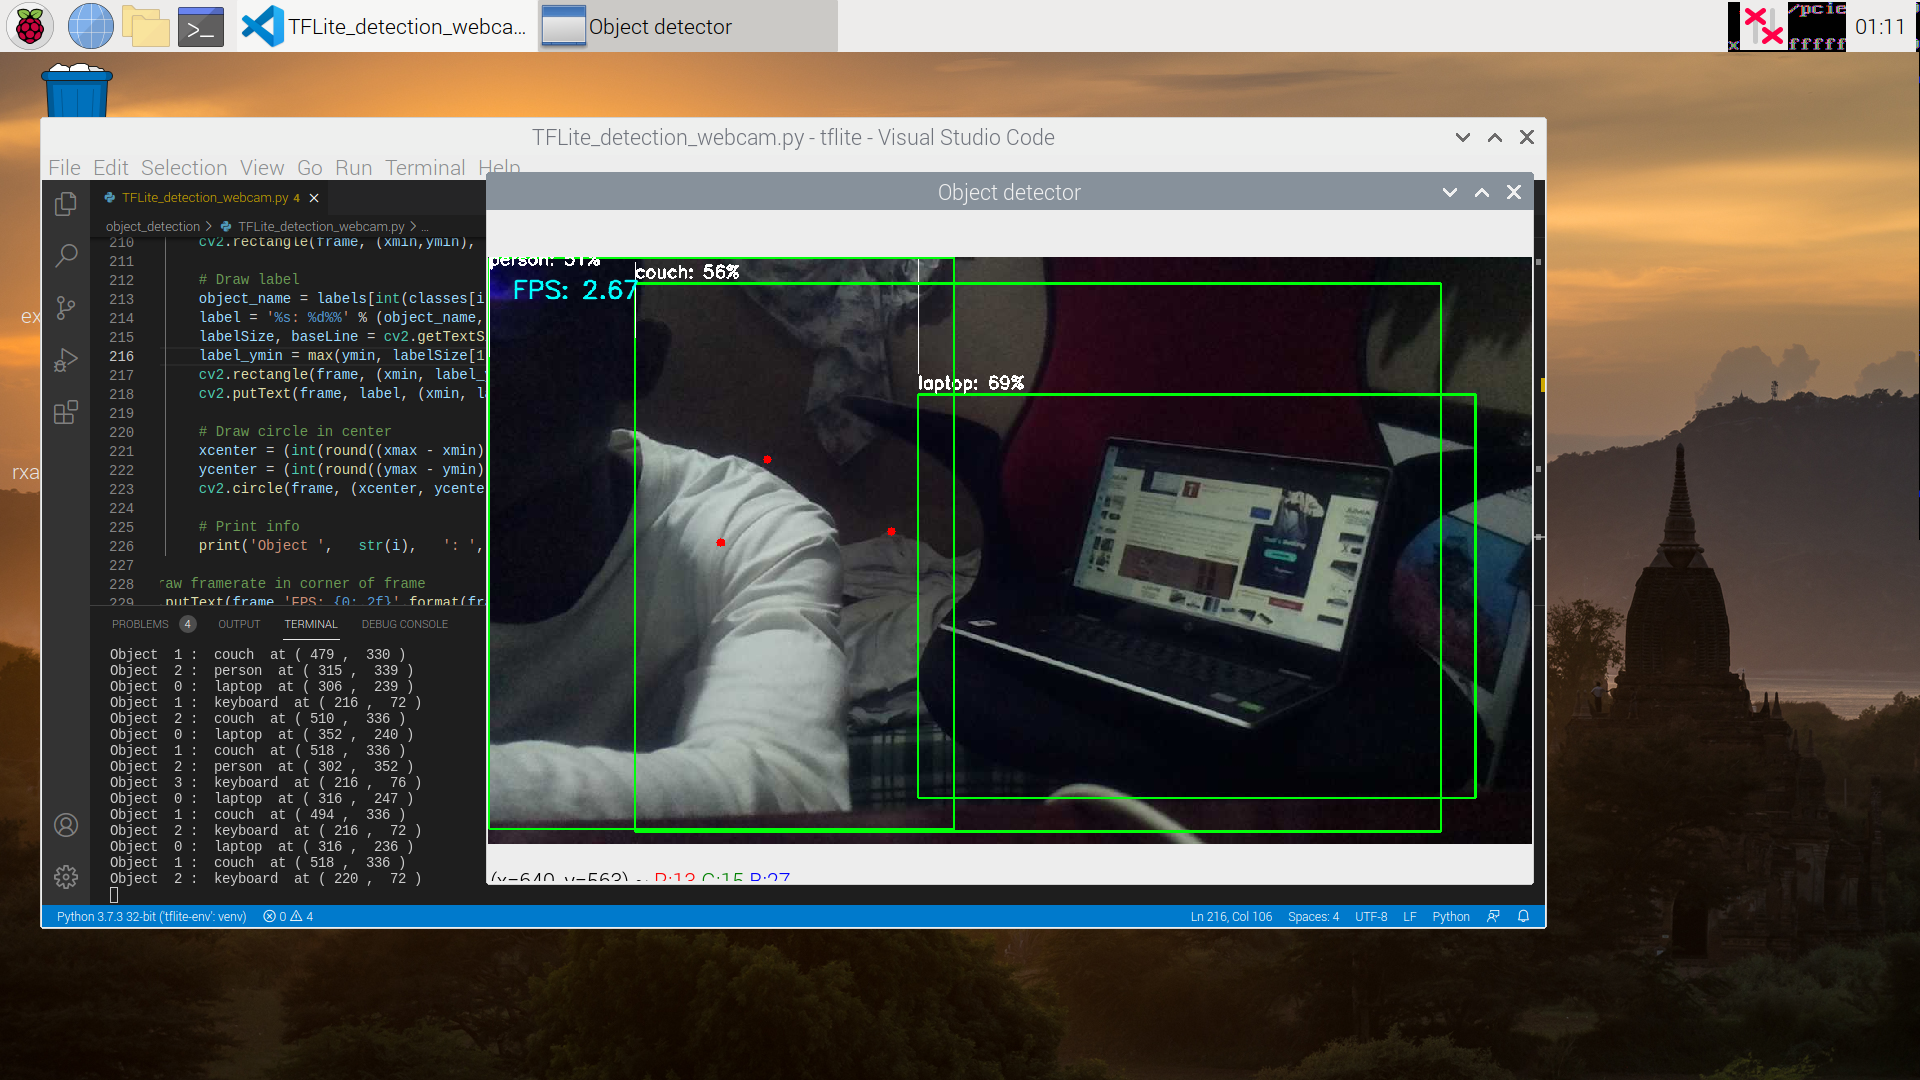 TFLite_detection_webca...
Object detector
/pcie
x
fffff
01:11
TFLite_detection_webcam.py - tflite - Visual Studio Code
File Edit Selection View Go Run Terminal Help
Object detector
TFLite_detection_webcam.py 4
object_detection > TFLite_detection_webcam.py > ...
210 cv2.rectangle(frame, (xmin,ymin),
211
212 # Draw label
213 object_name = labels[int(classes[i
214 label = '%s: %d%%' % (object_name,
215 labelSize, baseLine = cv2.getTextS
216 label_ymin = max(ymin, labelSize[1
217 cv2.rectangle(frame, (xmin, label_
218 cv2.putText(frame, label, (xmin, l
219
220 # Draw circle in center
221 xcenter = (int(round((xmax - xmin)
222 ycenter = (int(round((ymax - ymin)
223 cv2.circle(frame, (xcenter, ycente
224
225 # Print info
226 print('Object ', str(i), ': ',
227
228 raw framerate in corner of frame
229 putText(frame,'FPS: {0:.2f}'.format(fr
ex
rxa
person: 51%
FPS: 2.67
couch: 56%
laptop: 69%
PROBLEMS 4 OUTPUT TERMINAL DEBUG CONSOLE
Object 1 : couch at ( 479 , 330 )
Object 2 : person at ( 315 , 339 )
Object 0 : laptop at ( 306 , 239 )
Object 1 : keyboard at ( 216 , 72 )
Object 2 : couch at ( 510 , 336 )
Object 0 : laptop at ( 352 , 240 )
Object 1 : couch at ( 518 , 336 )
Object 2 : person at ( 302 , 352 )
Object 3 : keyboard at ( 216 , 76 )
Object 0 : laptop at ( 316 , 247 )
Object 1 : couch at ( 494 , 336 )
Object 2 : keyboard at ( 216 , 72 )
Object 0 : laptop at ( 316 , 236 )
Object 1 : couch at ( 518 , 336 )
Object 2 : keyboard at ( 220 , 72 )
(x=640, y=563) ~ R:13 G:15 B:27
Python 3.7.3 32-bit ('tflite-env': venv) 0 4
Ln 216, Col 106 Spaces: 4 UTF-8 LF Python